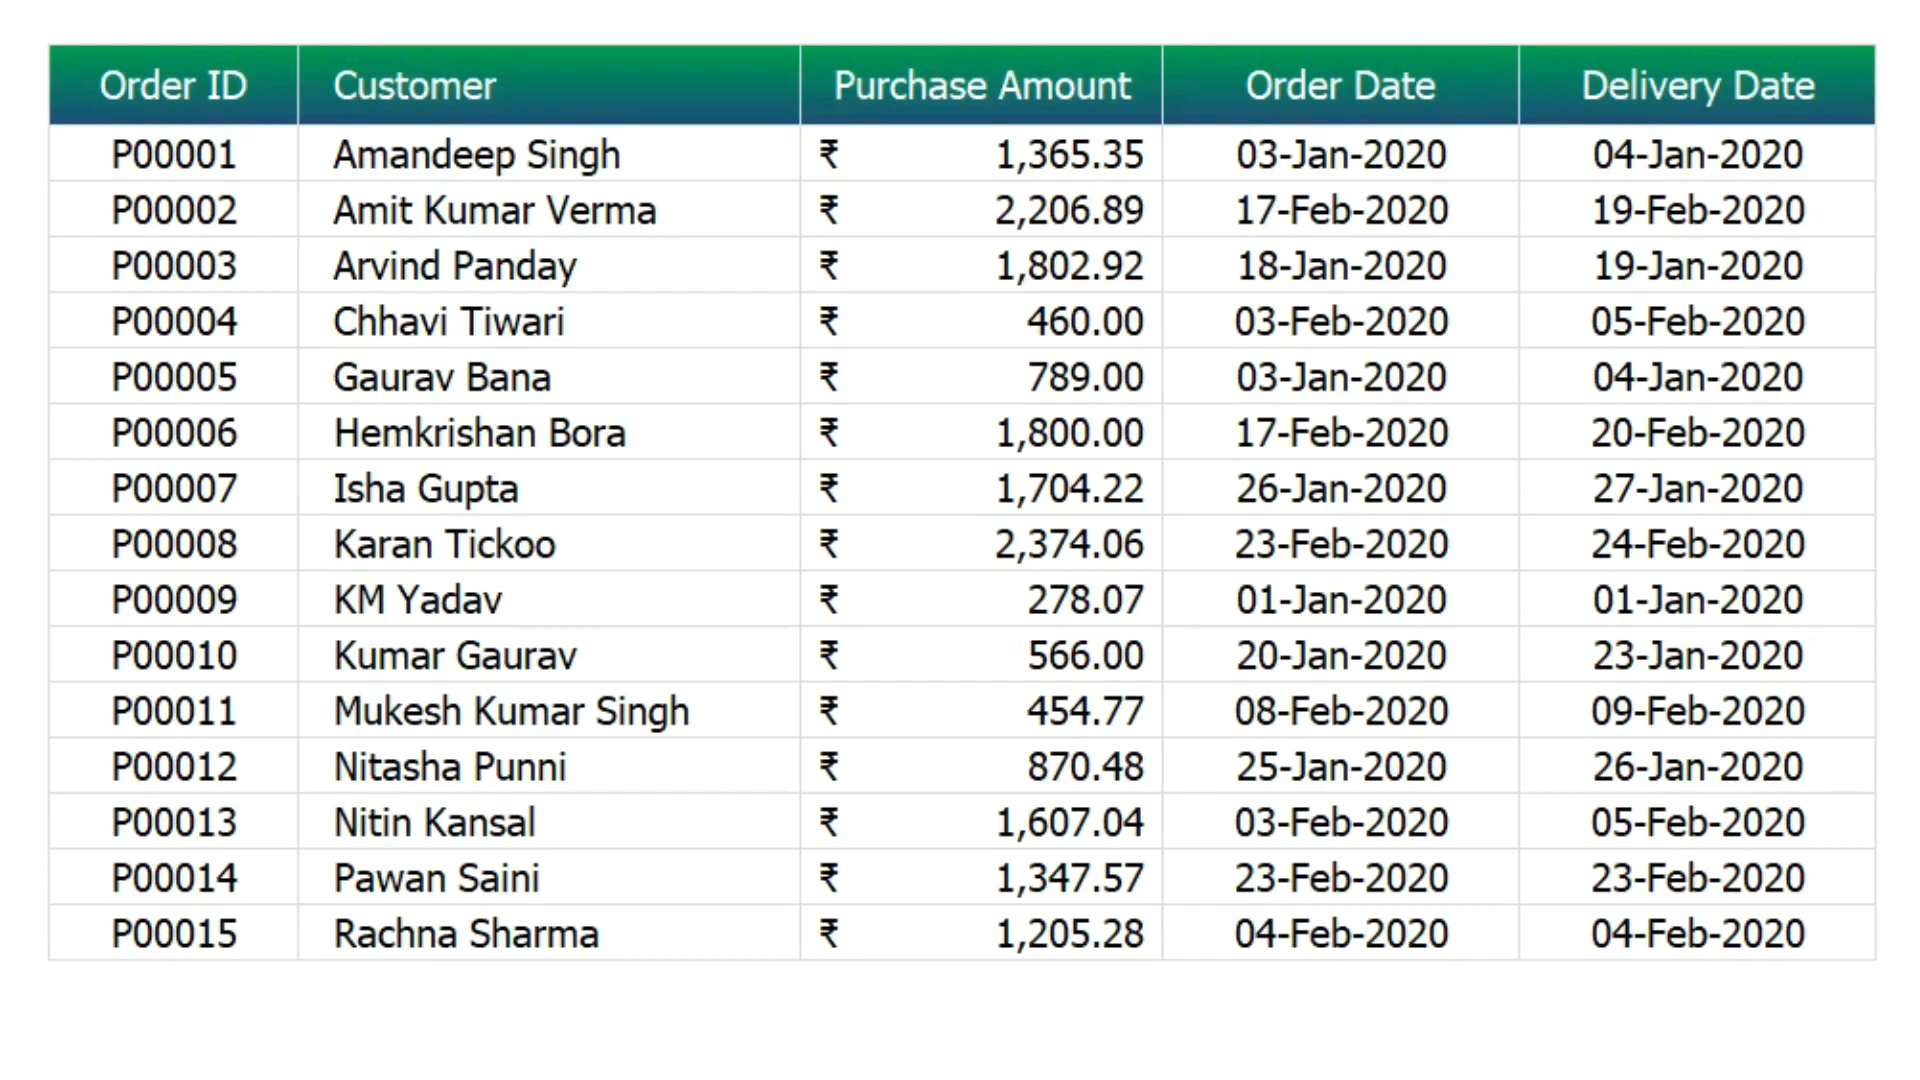 Order ID Customer Purchase Amount Order Date Delivery Date
P00001 Amandeep Singh ₹ 1,365.35 03-Jan-2020 04-Jan-2020
P00002 Amit Kumar Verma ₹ 2,206.89 17-Feb-2020 19-Feb-2020
P00003 Arvind Panday ₹ 1,802.92 18-Jan-2020 19-Jan-2020
P00004 Chhavi Tiwari ₹ 460.00 03-Feb-2020 05-Feb-2020
P00005 Gaurav Bana ₹ 789.00 03-Jan-2020 04-Jan-2020
P00006 Hemkrishan Bora ₹ 1,800.00 17-Feb-2020 20-Feb-2020
P00007 Isha Gupta ₹ 1,704.22 26-Jan-2020 27-Jan-2020
P00008 Karan Tickoo ₹ 2,374.06 23-Feb-2020 24-Feb-2020
P00009 KM Yadav ₹ 278.07 01-Jan-2020 01-Jan-2020
P00010 Kumar Gaurav ₹ 566.00 20-Jan-2020 23-Jan-2020
P00011 Mukesh Kumar Singh ₹ 454.77 08-Feb-2020 09-Feb-2020
P00012 Nitasha Punni ₹ 870.48 25-Jan-2020 26-Jan-2020
P00013 Nitin Kansal ₹ 1,607.04 03-Feb-2020 05-Feb-2020
P00014 Pawan Saini ₹ 1,347.57 23-Feb-2020 23-Feb-2020
P00015 Rachna Sharma ₹ 1,205.28 04-Feb-2020 04-Feb-2020